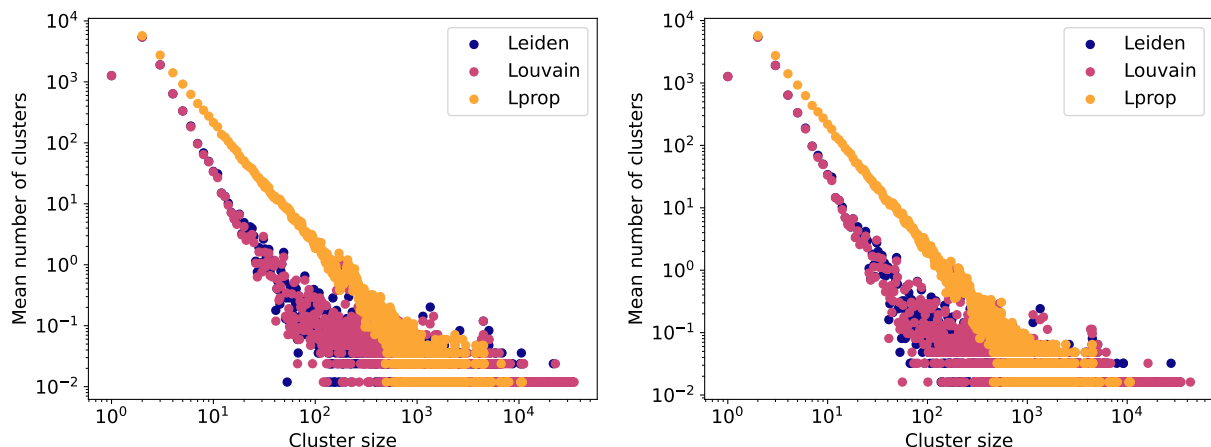 10⁴
10³
10²
10¹
10⁰
10⁻¹
10⁻²
Mean number of clusters
10⁰ 10¹ 10² 10³ 10⁴
Cluster size
Leiden
Louvain
Lprop
10⁴
10³
10²
10¹
10⁰
10⁻¹
10⁻²
Mean number of clusters
10⁰ 10¹ 10² 10³ 10⁴
Cluster size
Leiden
Louvain
Lprop